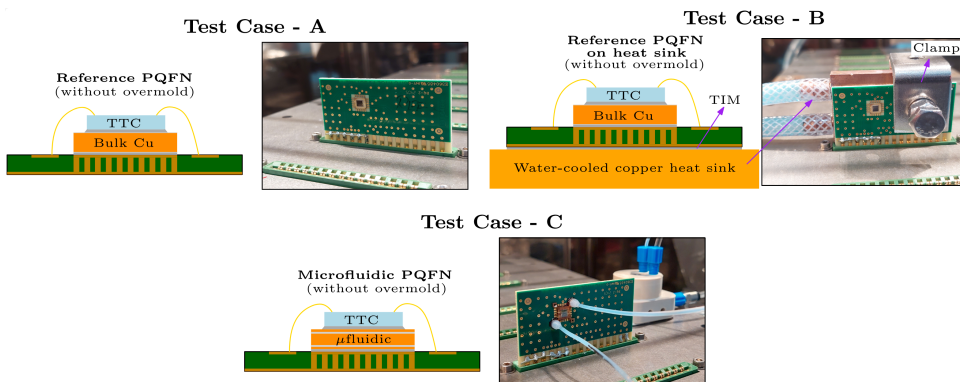 Test Case - A
Reference PQFN
(without overmold)
TTC
Bulk Cu
Test Case - B
Reference PQFN
on heat sink
(without overmold)
TTC
Bulk Cu
TIM
Clamp
Water-cooled copper heat sink
Test Case - C
Microfluidic PQFN
(without overmold)
TTC
μfluidic